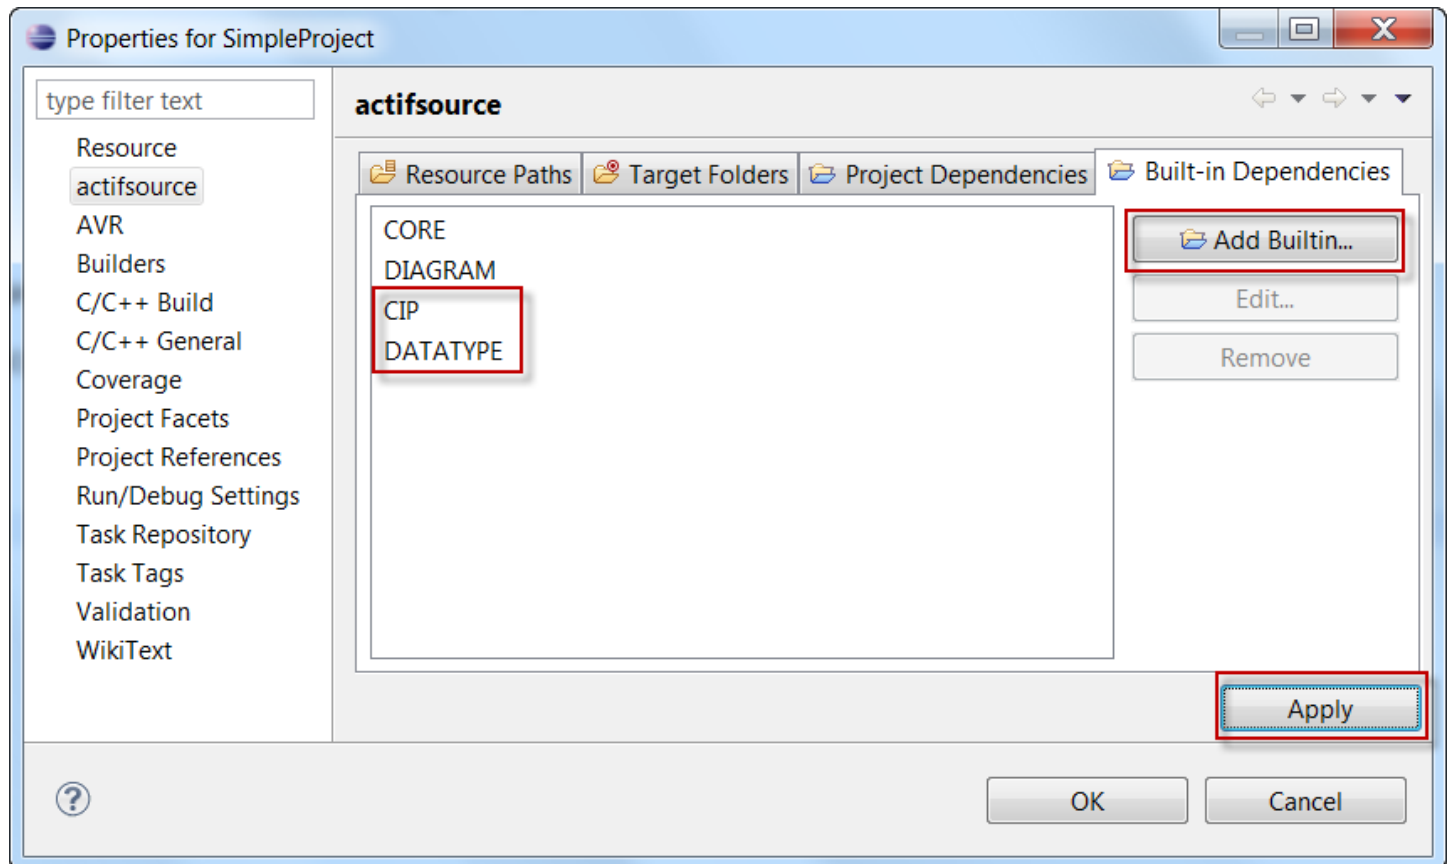 Properties for SimpleProject
type filter text
Resource
actifsource
AVR
Builders
C/C++ Build
C/C++ General
Coverage
Project Facets
Project References
Run/Debug Settings
Task Repository
Task Tags
Validation
WikiText
actifsource
Resource Paths Target Folders Project Dependencies Built-in Dependencies
CORE
DIAGRAM
CIP
DATATYPE
Add Builtin...
Edit...
Remove
Apply
?
OK Cancel